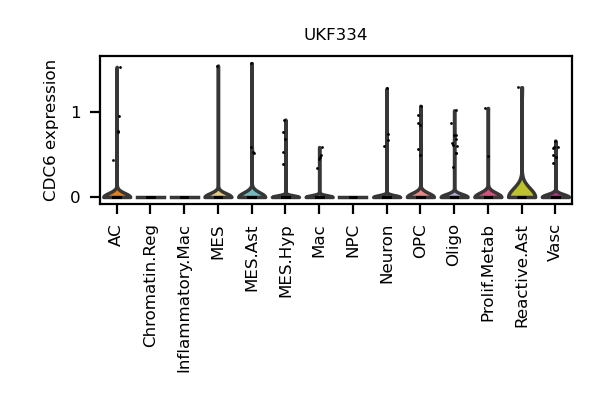 UKF334
CDC6 expression
1
0
AC
Chromatin.Reg
Inflammatory.Mac
MES
MES.Ast
MES.Hyp
Mac
NPC
Neuron
OPC
Oligo
Prolif.Metab
Reactive.Ast
Vasc